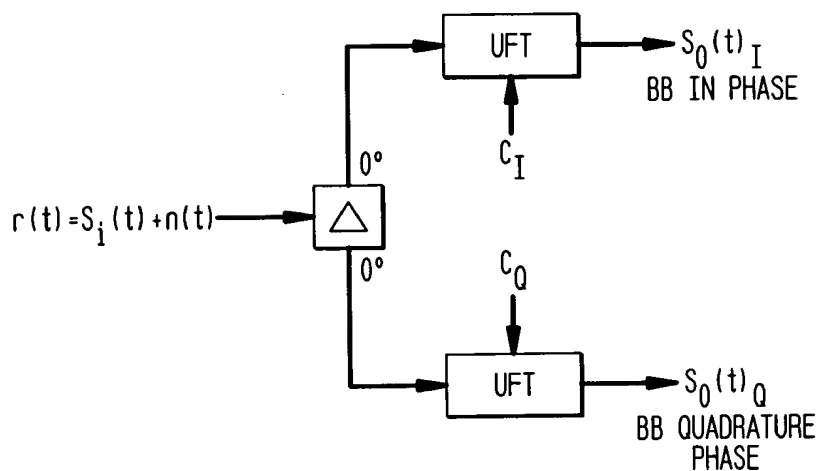 UFT
S₀(t)I
BB IN PHASE
CI
0°
r(t)=Si(t)+n(t)
0°
CQ
UFT
S₀(t)Q
BB QUADRATURE
PHASE